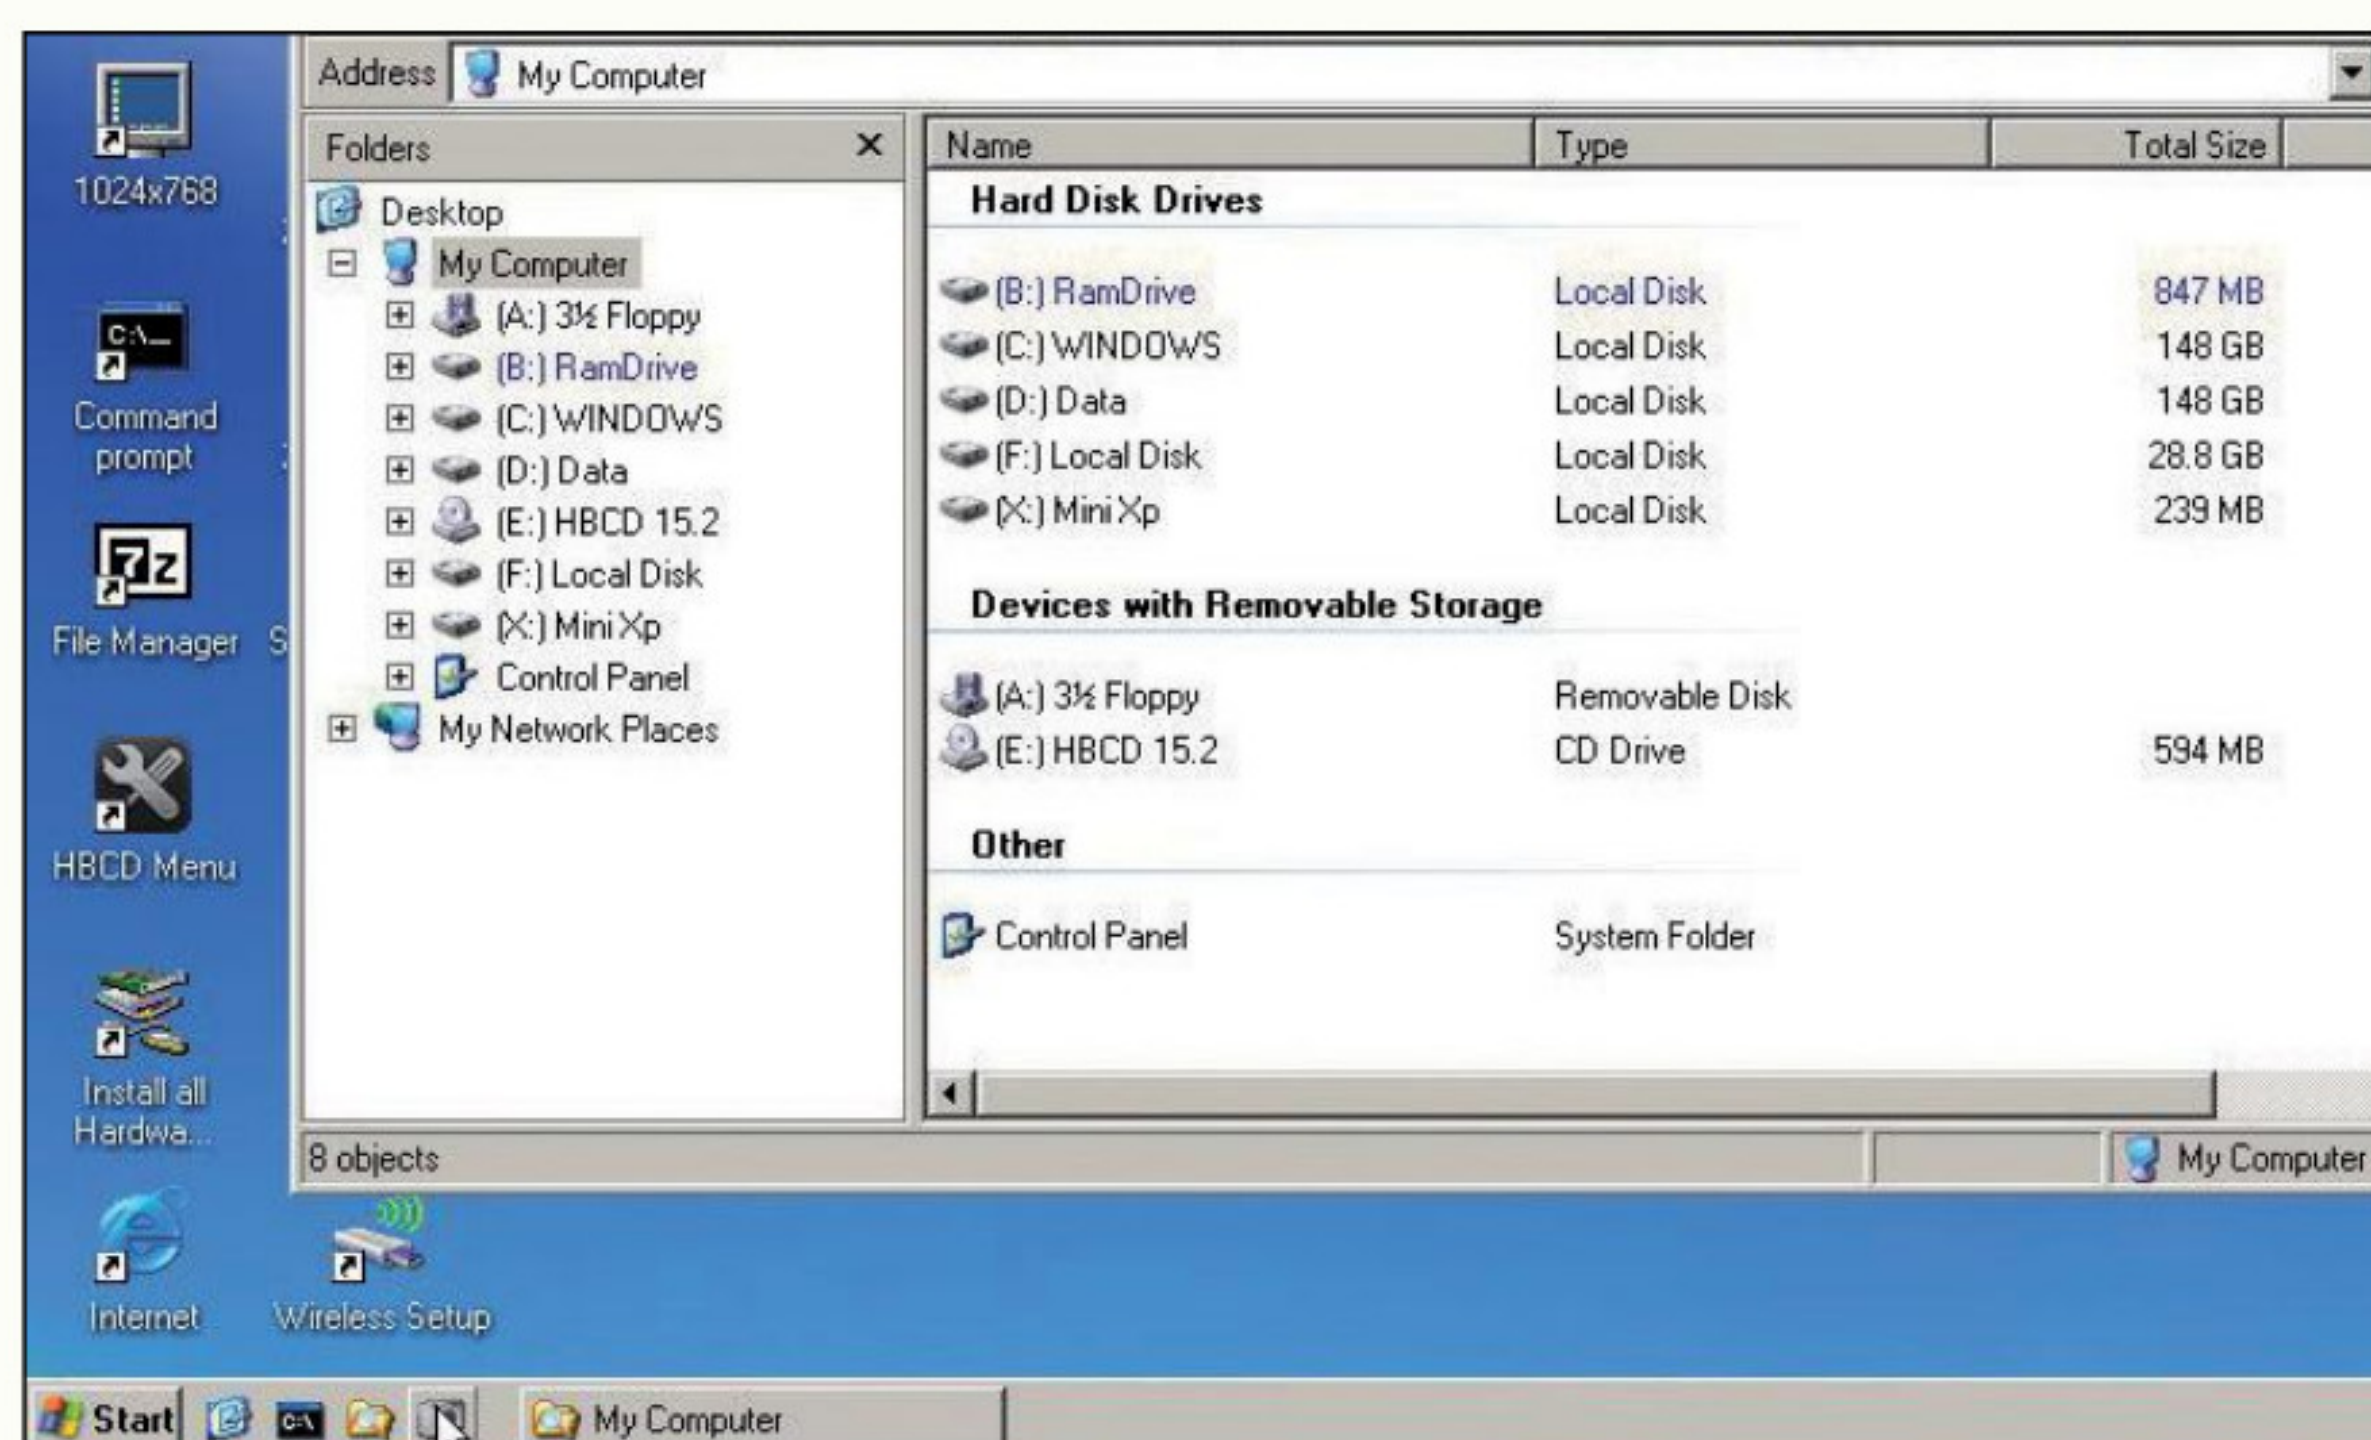 Address My Computer
1024x768
Command
prompt
7z
File Manager
HBCD Menu
Install all
Hardwa...
Internet
Wireless Setup
Folders
Desktop
My Computer
(A:) 3½ Floppy
(B:) RamDrive
(C:) WINDOWS
(D:) Data
(E:) HBCD 15.2
(F:) Local Disk
(X:) Mini Xp
Control Panel
My Network Places
Name Type Total Size
Hard Disk Drives
(B:) RamDrive Local Disk 847 MB
(C:) WINDOWS Local Disk 148 GB
(D:) Data Local Disk 148 GB
(F:) Local Disk Local Disk 28.8 GB
(X:) Mini Xp Local Disk 239 MB
Devices with Removable Storage
(A:) 3½ Floppy Removable Disk
(E:) HBCD 15.2 CD Drive 594 MB
Other
Control Panel System Folder
8 objects My Computer
Start My Computer